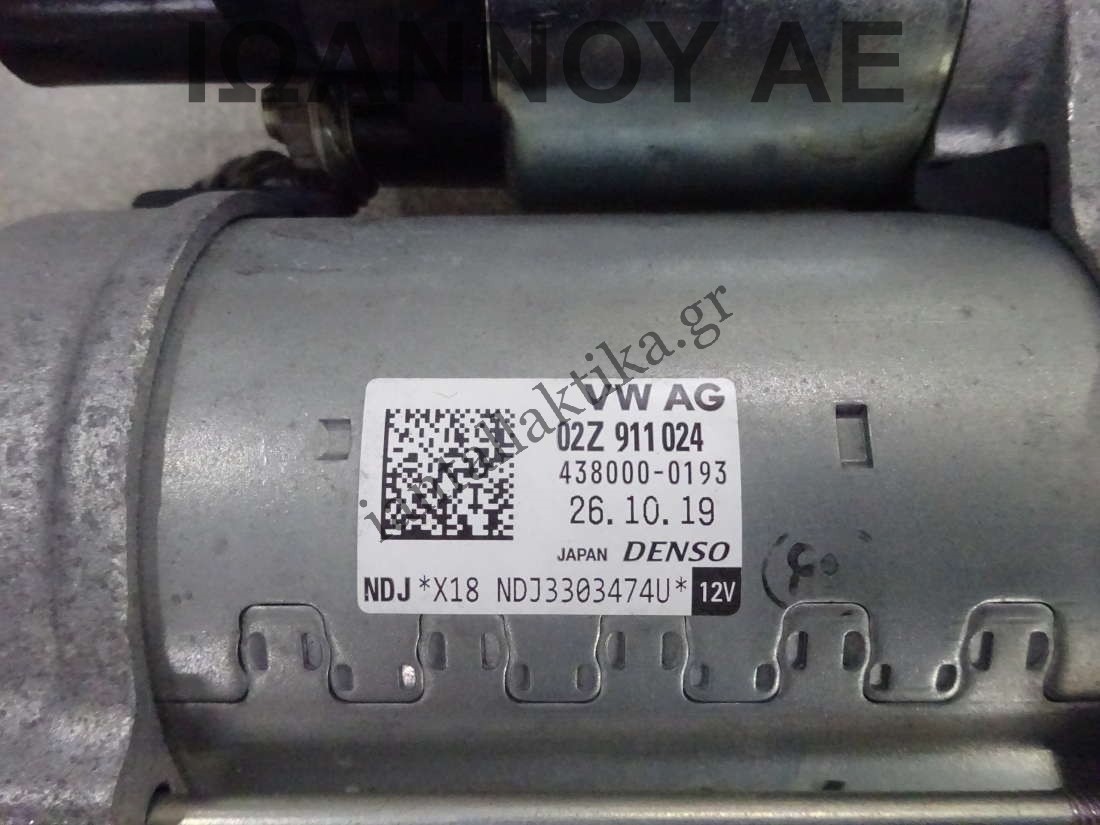 ΙΩΑΝΝΟΥ ΑΕ
VW AG
02Z 911 024
438000-0193
26.10.19
JAPAN DENSO
NDJ *X18 NDJ3303474U* 12V